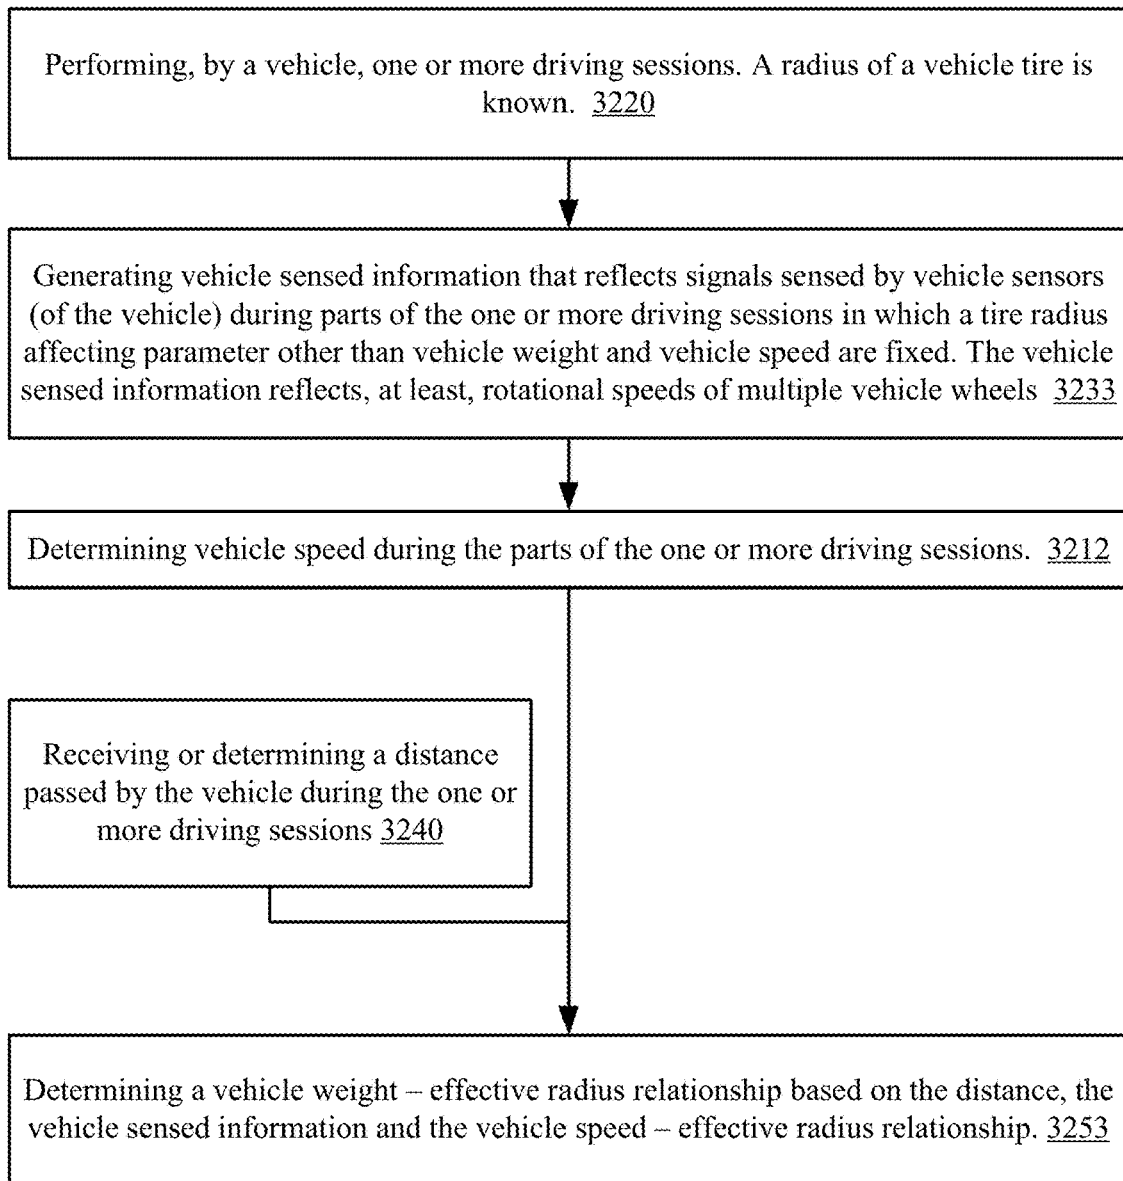 Performing, by a vehicle, one or more driving sessions. A radius of a vehicle tire is
known. 3220
Generating vehicle sensed information that reflects signals sensed by vehicle sensors
(of the vehicle) during parts of the one or more driving sessions in which a tire radius
affecting parameter other than vehicle weight and vehicle speed are fixed. The vehicle
sensed information reflects, at least, rotational speeds of multiple vehicle wheels 3233
Determining vehicle speed during the parts of the one or more driving sessions. 3212
Receiving or determining a distance
passed by the vehicle during the one or
more driving sessions 3240
Determining a vehicle weight – effective radius relationship based on the distance, the
vehicle sensed information and the vehicle speed – effective radius relationship. 3253